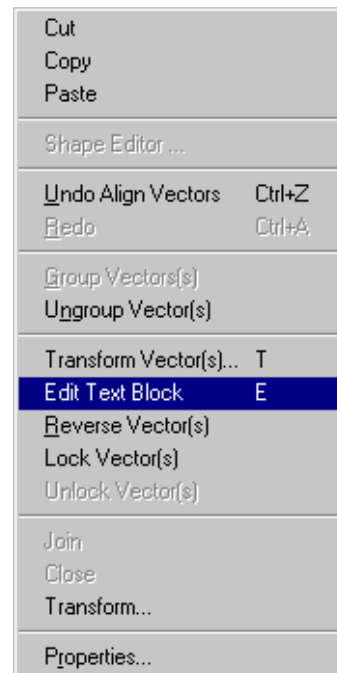 Cut
Copy
Paste
Shape Editor ...
Undo Align Vectors Ctrl+Z
Redo Ctrl+A
Group Vectors(s)
Ungroup Vector(s)
Transform Vector(s)... T
Edit Text Block E
Reverse Vector(s)
Lock Vector(s)
Unlock Vector(s)
Join
Close
Transform...
Properties...